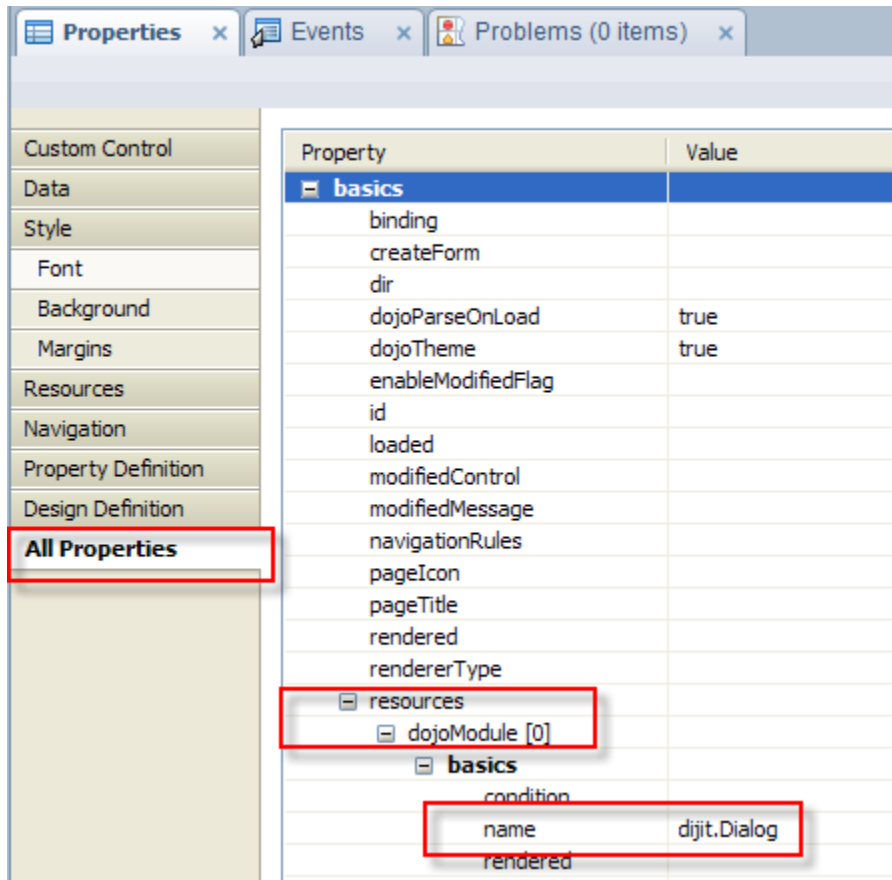 Properties
Events
Problems (0 items)
Custom Control
Data
Style
Font
Background
Margins
Resources
Navigation
Property Definition
Design Definition
All Properties
Property Value
basics
binding
createForm
dir
dojoParseOnLoad true
dojoTheme true
enableModifiedFlag
id
loaded
modifiedControl
modifiedMessage
navigationRules
pageIcon
pageTitle
rendered
rendererType
resources
dojoModule [0]
basics
condition
name dijit.Dialog
rendered